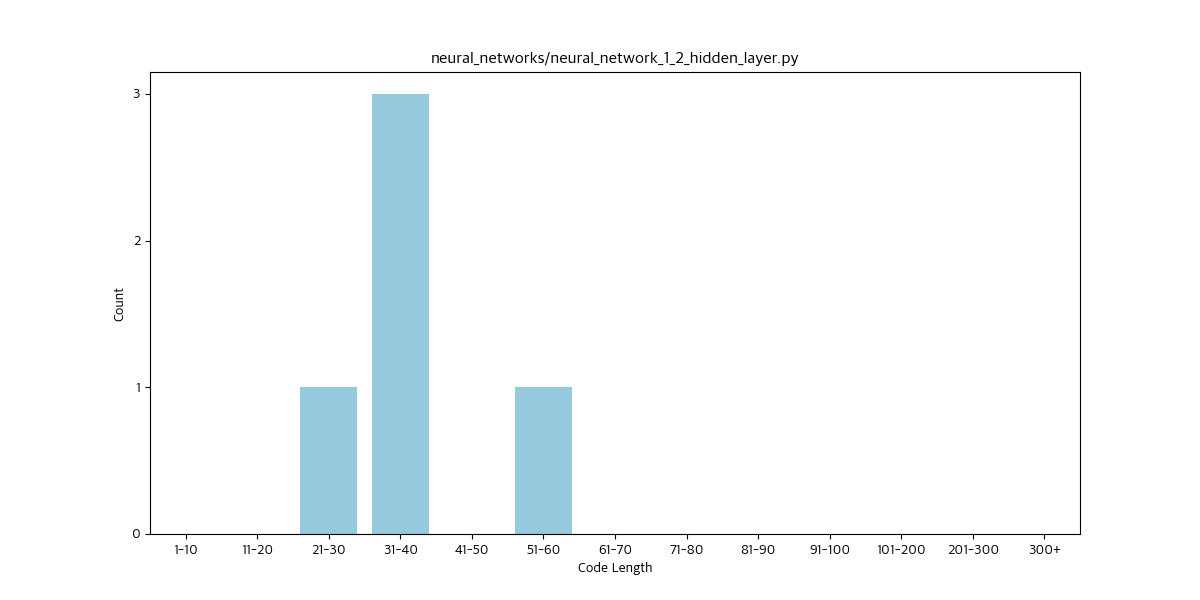 neural_networks/neural_network_1_2_hidden_layer.py
Count
3
2
1
0
1-10 11-20 21-30 31-40 41-50 51-60 61-70 71-80 81-90 91-100 101-200 201-300 300+
Code Length